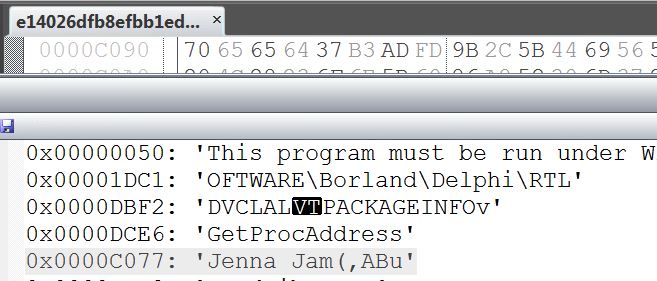 e14026dfb8efbb1ed... ×
0000C090 70 65 65 64 37 B3 AD FD 9B 2C 5B 44 69 56 5
0x00000050: 'This program must be run under W
0x00001DC1: 'OFTWARE\Borland\Delphi\RTL'
0x0000DBF2: 'DVCLALVTPACKAGEINFOv'
0x0000DCE6: 'GetProcAddress'
0x0000C077: 'Jenna Jam(,ABu'